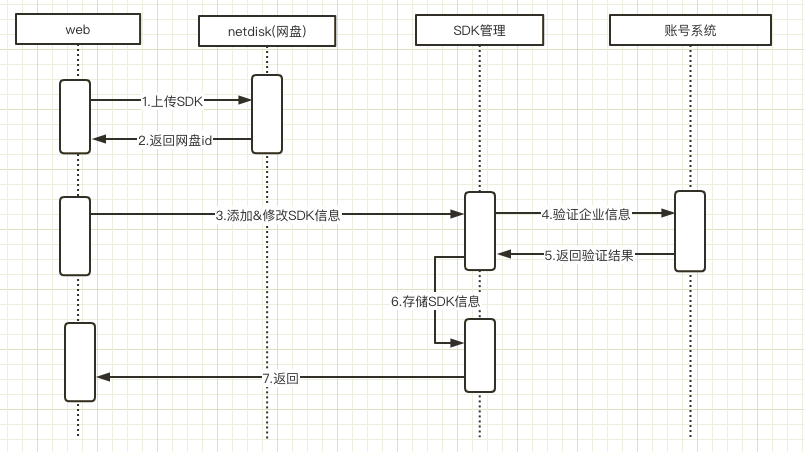 web
netdisk(网盘)
SDK管理
账号系统
1.上传SDK
2.返回网盘id
3.添加&修改SDK信息
4.验证企业信息
5.返回验证结果
6.存储SDK信息
7.返回